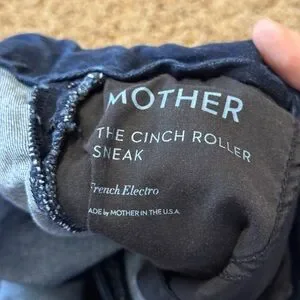 MOTHER
THE CINCH ROLLER
SNEAK
French Electro
MADE by MOTHER IN THE U.S.A.